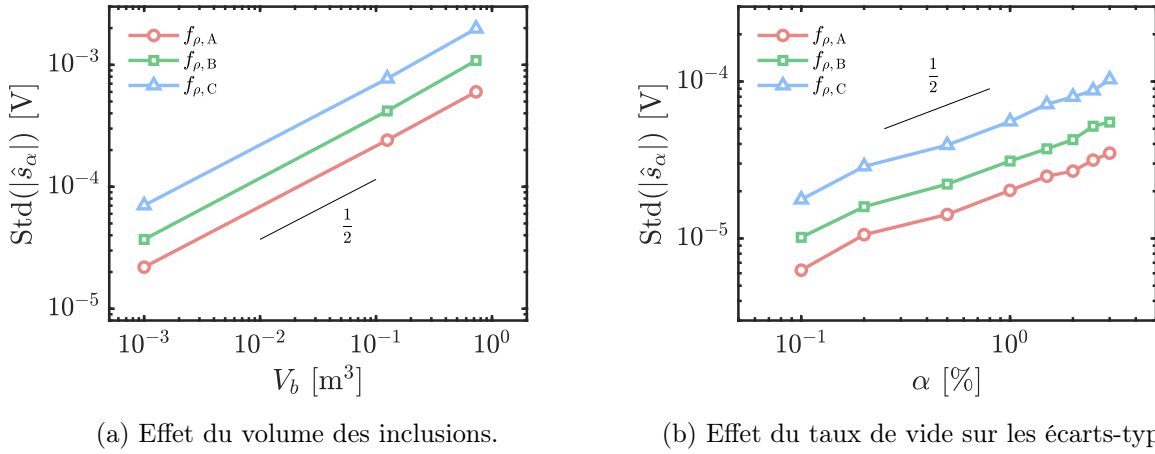 f_{ρ, A}
f_{ρ, B}
f_{ρ, C}
1/2
10^{-3}
10^{-4}
10^{-5}
Std(|ŝ_α|) [V]
10^{-3} 10^{-2} 10^{-1} 10^0
V_b [m^3]
(a) Effet du volume des inclusions.
f_{ρ, A}
f_{ρ, B}
f_{ρ, C}
1/2
10^{-4}
10^{-5}
Std(|ŝ_α|) [V]
10^{-1} 10^0
α [%]
(b) Effet du taux de vide sur les écarts-typ